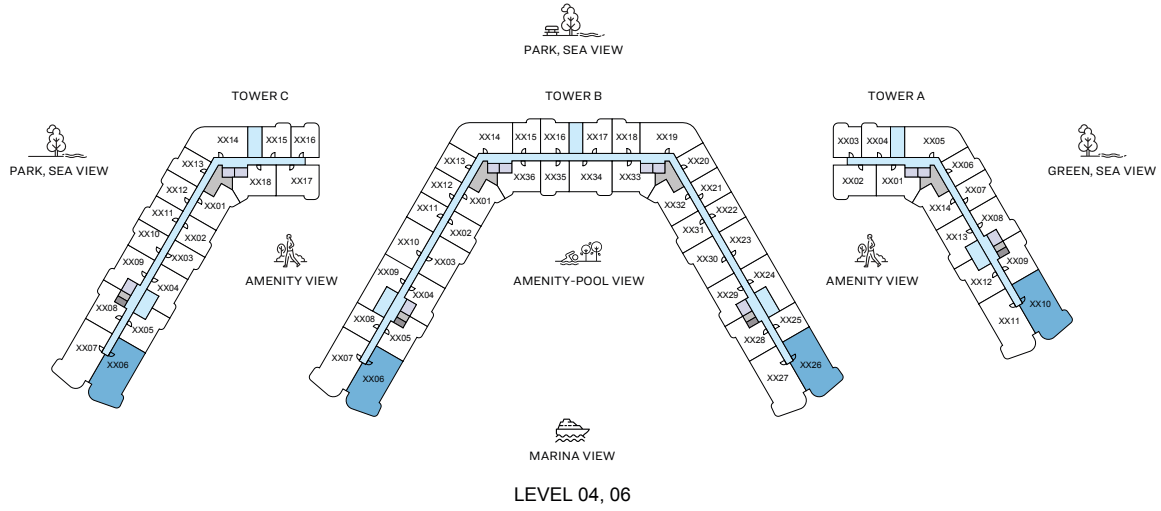 PARK, SEA VIEW
TOWER C
TOWER B
TOWER A
PARK, SEA VIEW
GREEN, SEA VIEW
XX14
XX15
XX16
XX13
XX12
XX11
XX10
XX09
XX08
XX07
XX06
XX05
XX04
XX03
XX02
XX01
XX18
XX17
AMENITY VIEW
XX14
XX15
XX16
XX17
XX18
XX19
XX13
XX12
XX11
XX10
XX09
XX08
XX07
XX06
XX05
XX04
XX03
XX02
XX01
XX36
XX35
XX34
XX33
XX32
XX31
XX30
XX29
XX28
XX27
XX20
XX21
XX22
XX23
XX24
XX25
XX26
AMENITY-POOL VIEW
AMENITY VIEW
XX03
XX04
XX05
XX02
XX01
XX06
XX07
XX08
XX09
XX10
XX14
XX13
XX12
XX11
MARINA VIEW
LEVEL 04, 06